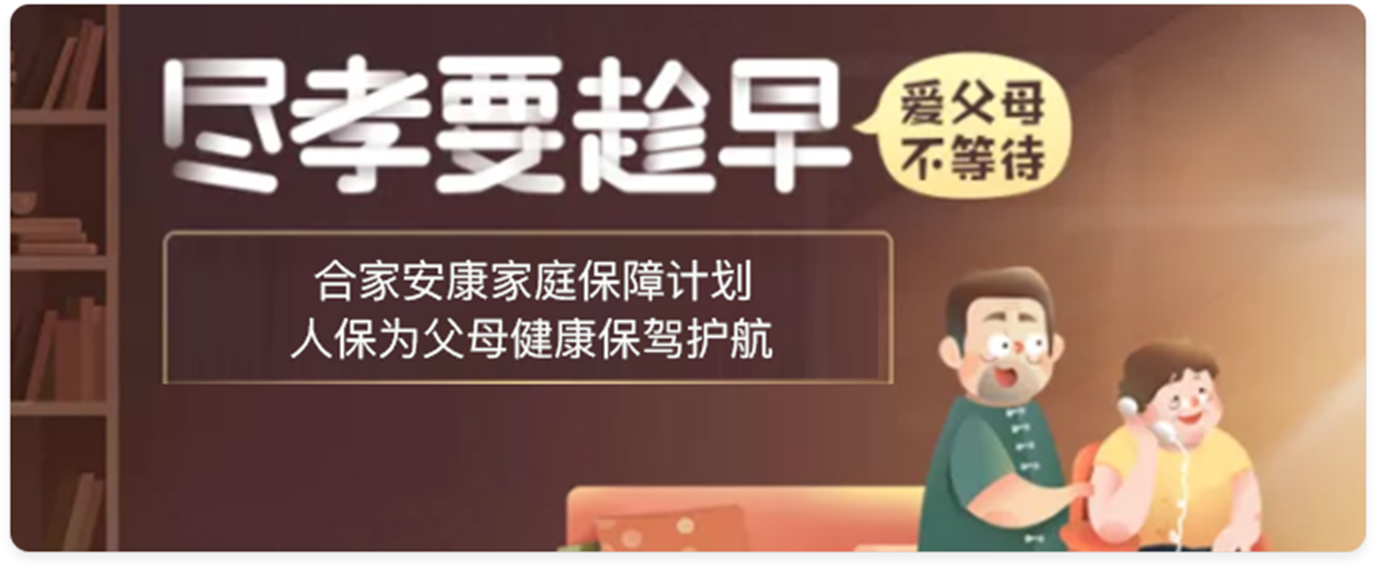 尽孝要趁早
爱父母
不等待
合家安康家庭保障计划
人保为父母健康保驾护航